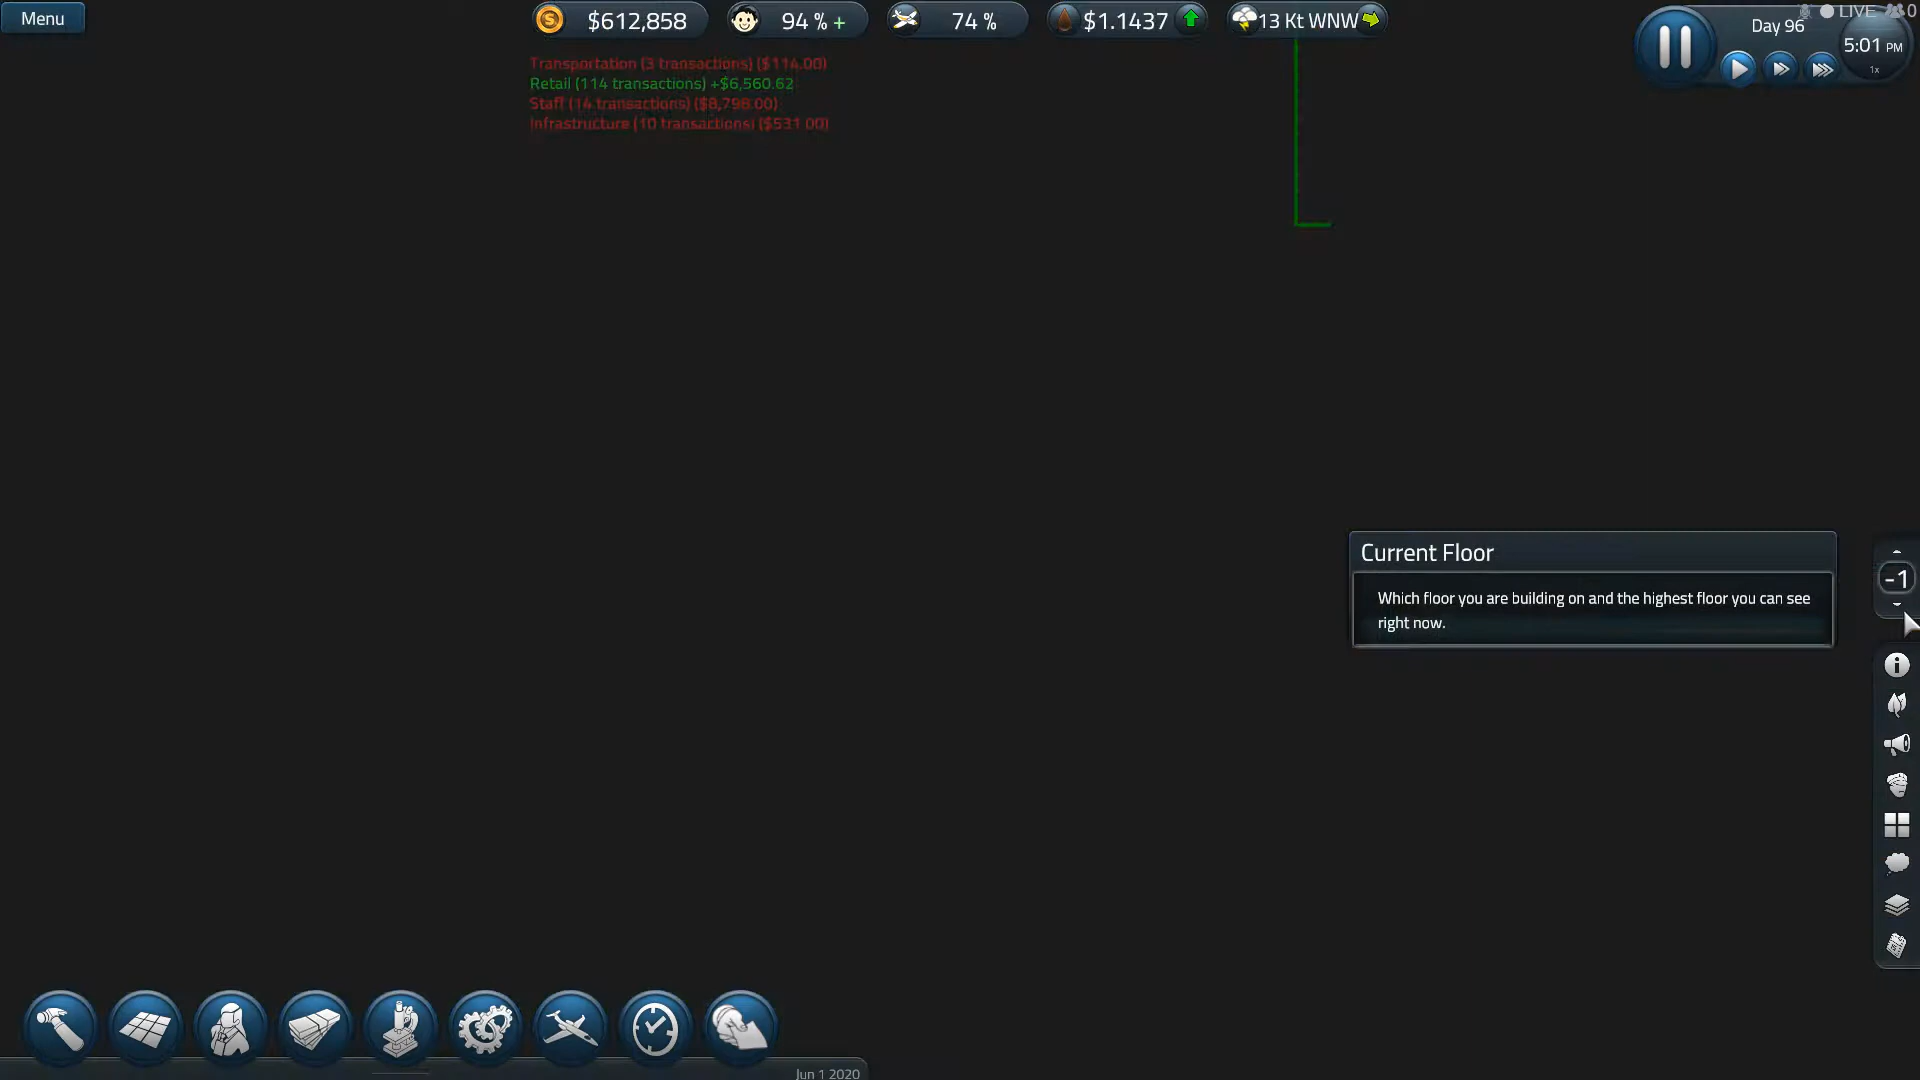 Menu
$612,858
94 % +
74 %
$1.1437
13 Kt WNW
LIVE 0
Day 96
5:01 PM
1x
Transportation (3 transactions) ($114.00)
Retail (114 transactions) +$6,560.62
Staff (14 transactions) ($8,798.00)
Infrastructure (10 transactions) ($531.00)
Current Floor
Which floor you are building on and the highest floor you can see
right now.
-1
Jun 1 2020